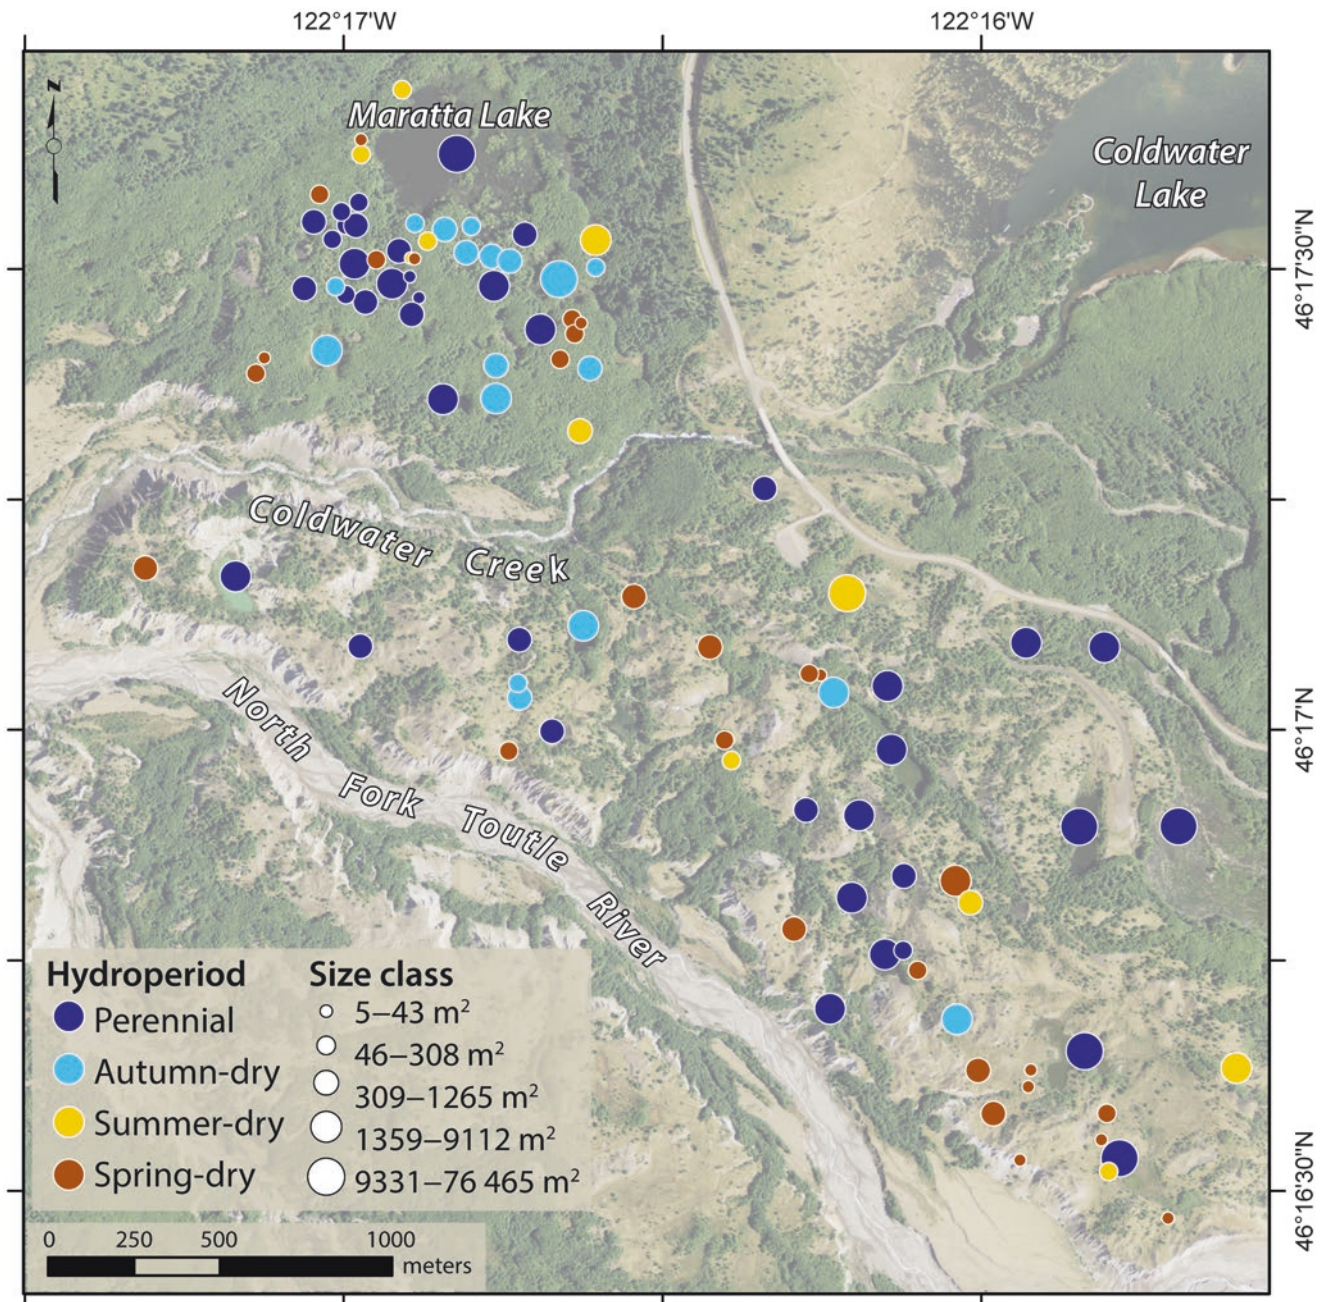 122°17'W
122°16'W
z
Maratta Lake
Coldwater
Lake
46°17'30"N
Coldwater Creek
North Fork Toutle River
46°17'N
Hydroperiod
Perennial
Autumn-dry
Summer-dry
Spring-dry
Size class
5–43 m²
46–308 m²
309–1265 m²
1359–9112 m²
9331–76 465 m²
46°16'30"N
0 250 500 1000
meters